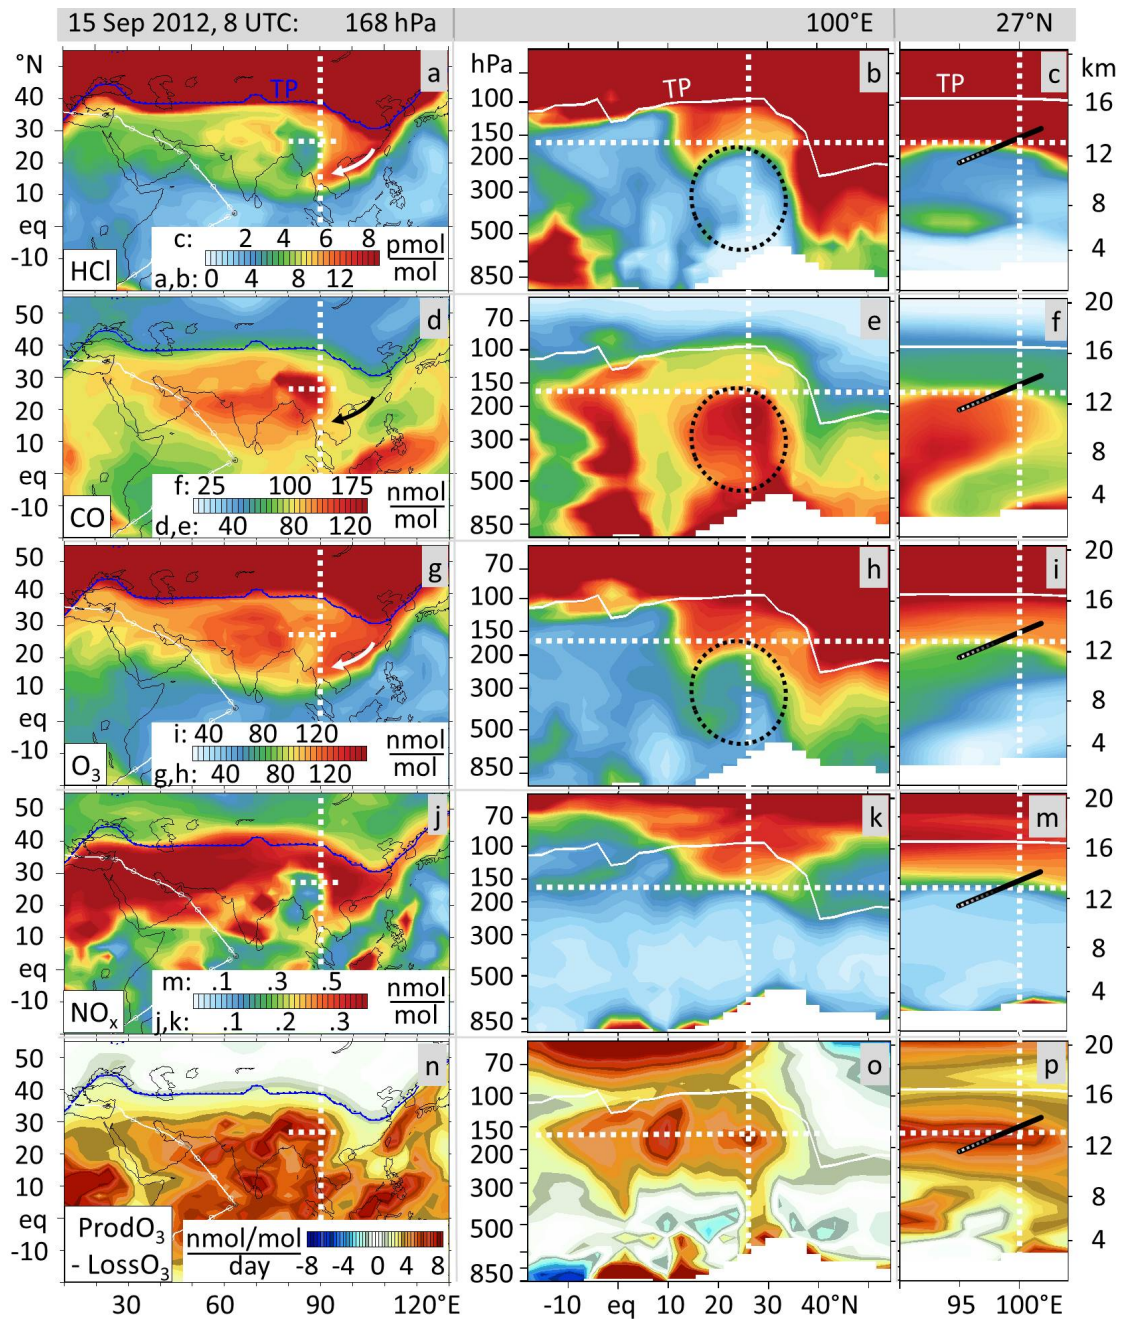 15 Sep 2012, 8 UTC: 168 hPa 100°E 27°N
°N a hPa b c km
TP TP TP
40 100 16
30 150 12
20 200
10 300 8
eq 500
-10 850 4
c: 2 4 6 8 pmol
a,b: 0 4 8 12 mol
HCl
50 d 70 e f 20
40 100 16
30 150 12
20 200
10 300 8
eq 500
-10 850 4
f: 25 100 175 nmol
d,e: 40 80 120 mol
CO
50 g 70 h i 20
40 100 16
30 150 12
20 200
10 300 8
eq 500
-10 850 4
i: 40 80 120 nmol
g,h: 40 80 120 mol
O3
50 j 70 k m 20
40 100 16
30 150 12
20 200
10 300 8
eq 500
-10 850 4
m: .1 .3 .5 nmol
j,k: .1 .2 .3 mol
NOx
50 n 70 o p 20
40 100 16
30 150 12
20 200
10 300 8
eq 500
-10 850 4
ProdO3
- LossO3
nmol/mol
day
-8 -4 0 4 8
30 60 90 120°E -10 eq 20 30 40°N 95 100°E